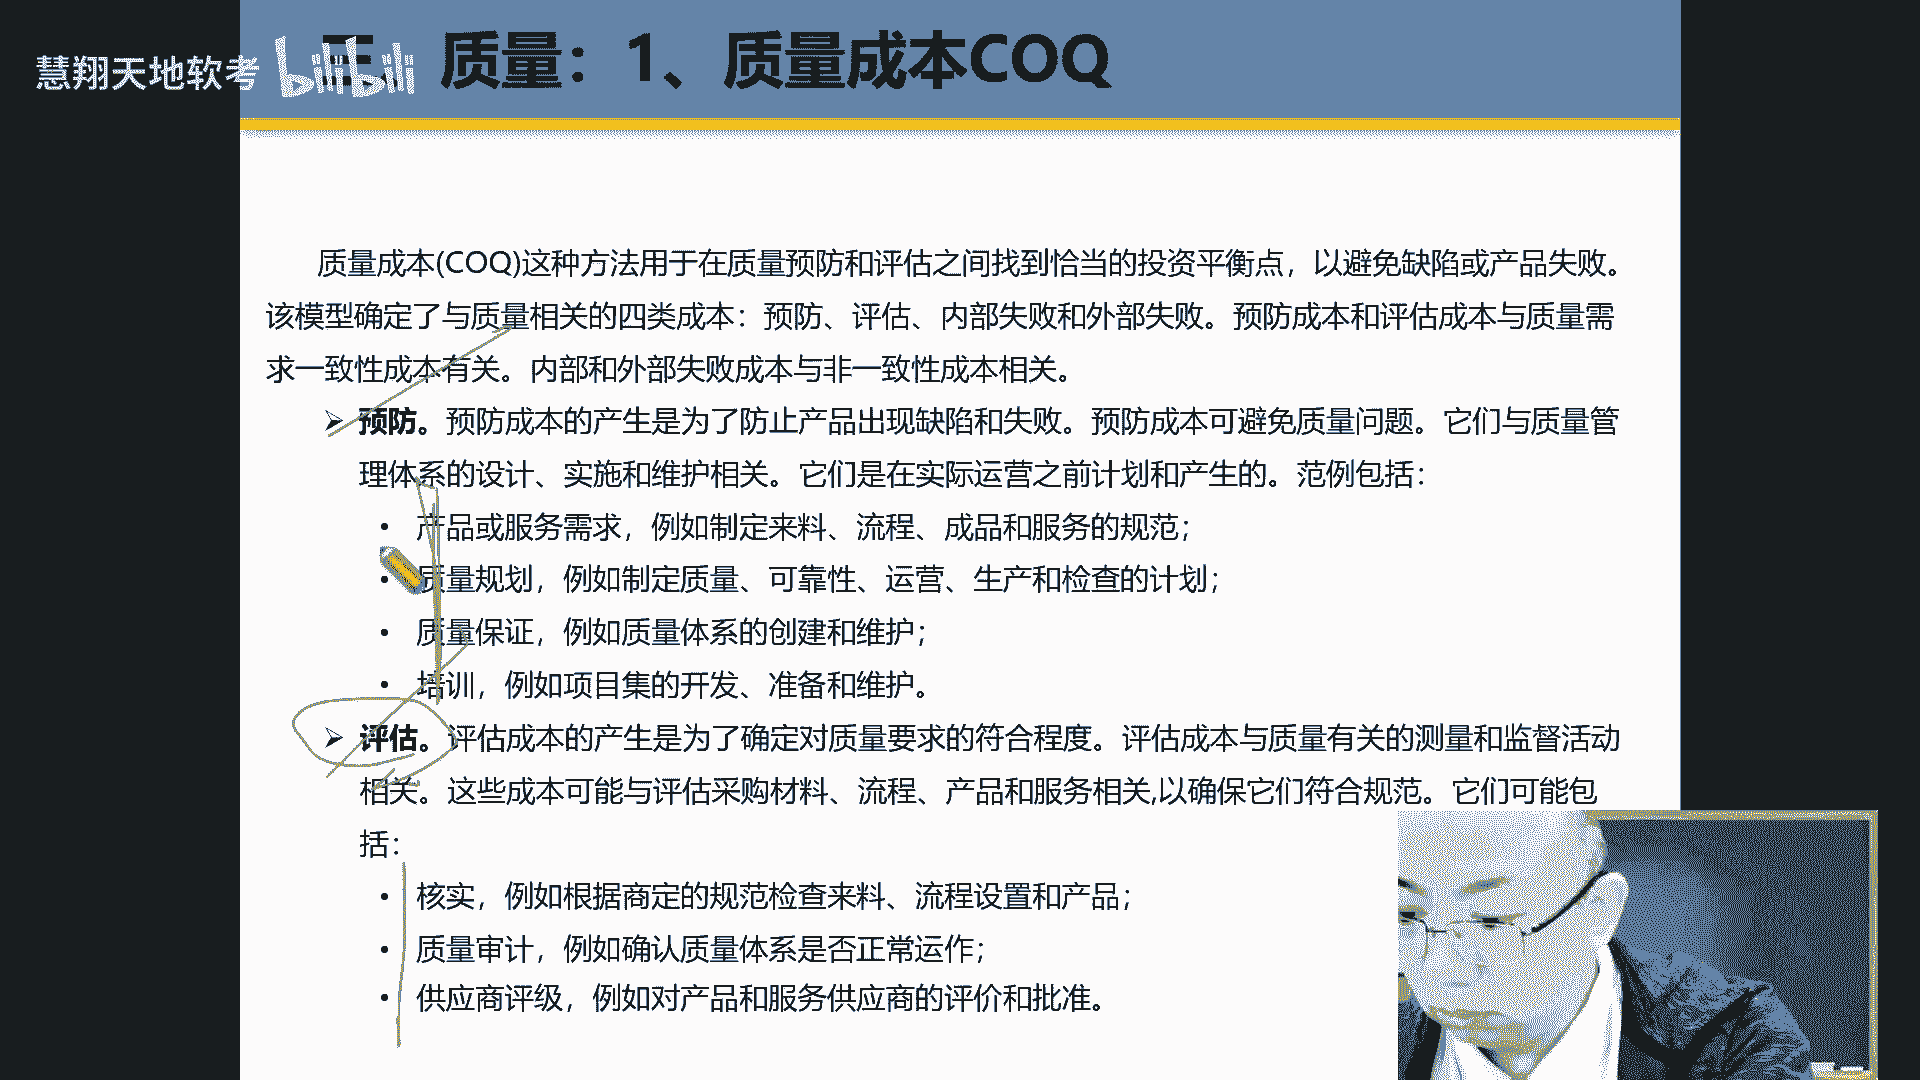 慧翔天地软考 bilibili
三、质量：1、质量成本COQ
质量成本(COQ)这种方法用于在质量预防和评估之间找到恰当的投资平衡点，以避免缺陷或产品失败。
该模型确定了与质量相关的四类成本：预防、评估、内部失败和外部失败。预防成本和评估成本与质量需
求一致性成本有关。内部和外部失败成本与非一致性成本相关。
➢ 预防。预防成本的产生是为了防止产品出现缺陷和失败。预防成本可避免质量问题。它们与质量管
理体系的设计、实施和维护相关。它们是在实际运营之前计划和产生的。范例包括：
• 产品或服务需求，例如制定来料、流程、成品和服务的规范；
• 质量规划，例如制定质量、可靠性、运营、生产和检查的计划；
• 质量保证，例如质量体系的创建和维护；
• 培训，例如项目集的开发、准备和维护。
➢ 评估。评估成本的产生是为了确定对质量要求的符合程度。评估成本与质量有关的测量和监督活动
相关。这些成本可能与评估采购材料、流程、产品和服务相关,以确保它们符合规范。它们可能包
括：
• 核实，例如根据商定的规范检查来料、流程设置和产品；
• 质量审计，例如确认质量体系是否正常运作；
• 供应商评级，例如对产品和服务供应商的评价和批准。